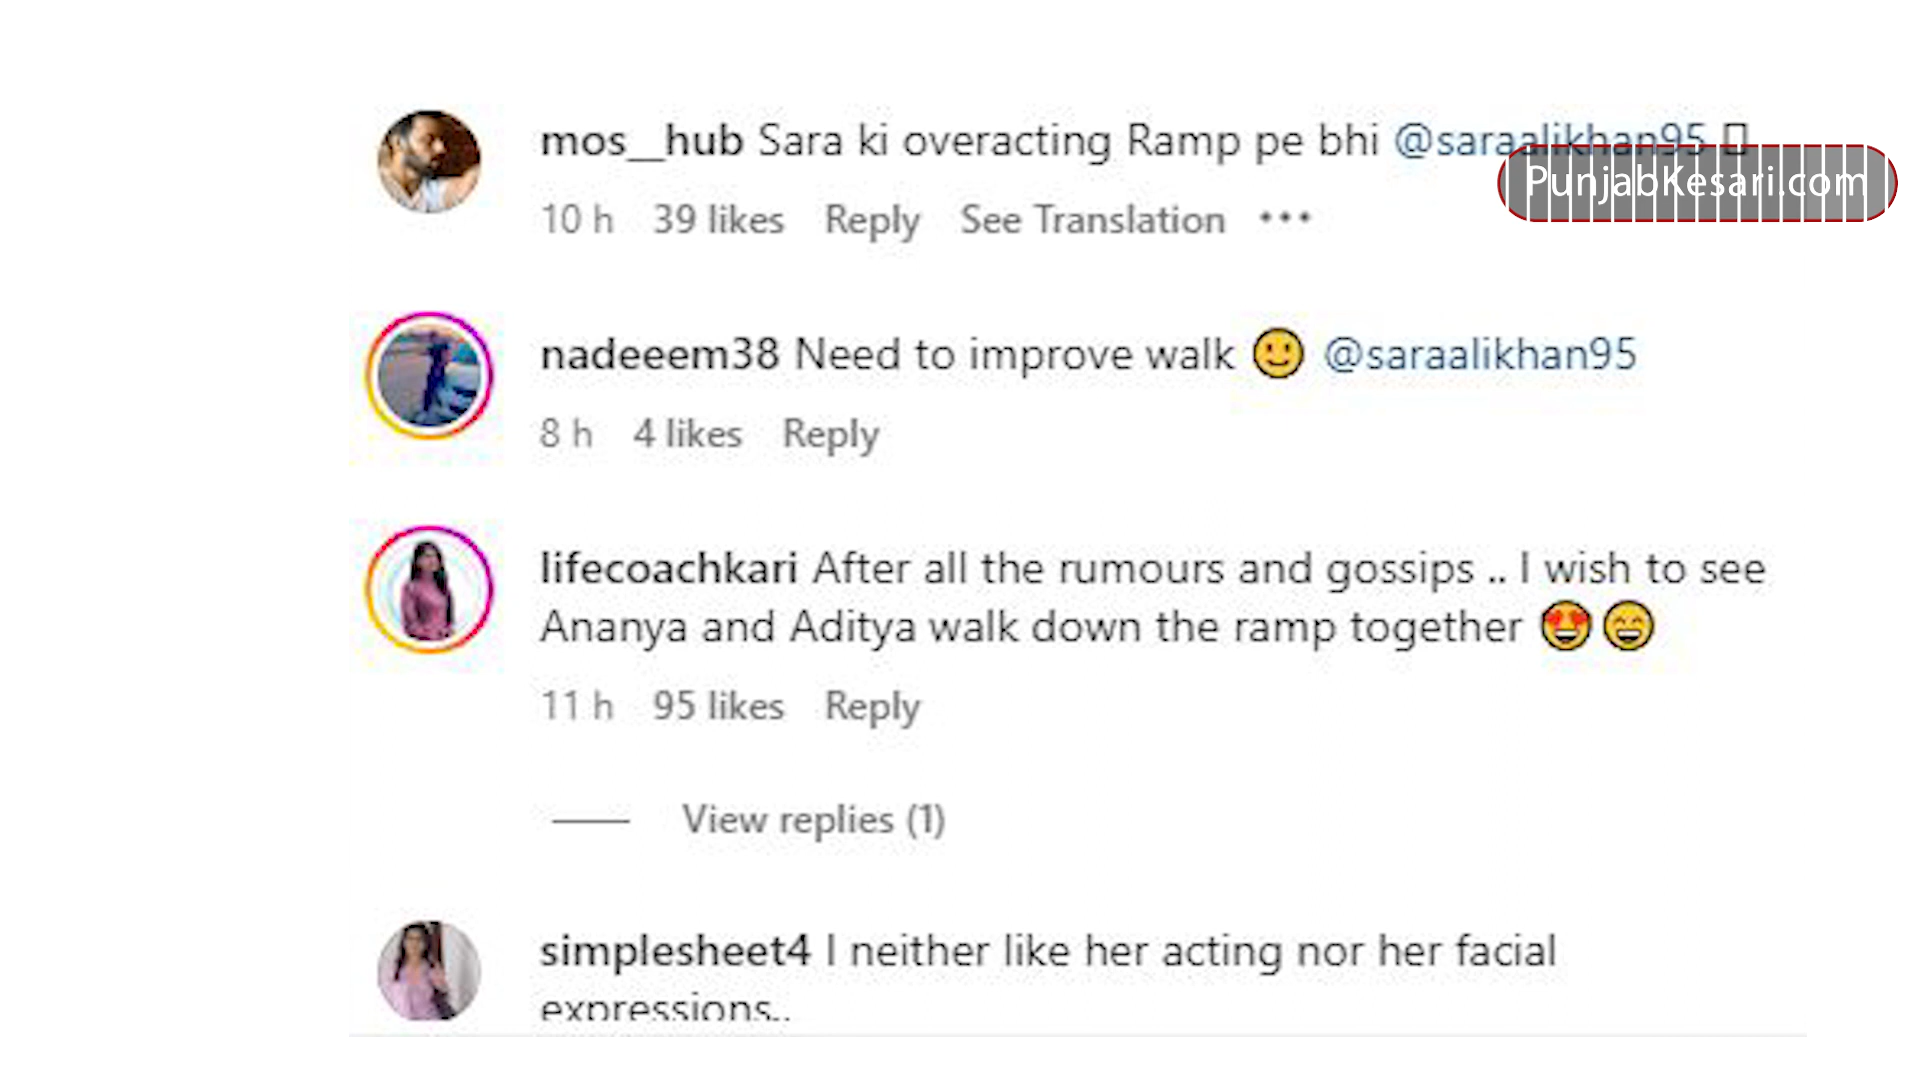 mos__hub Sara ki overacting Ramp pe bhi @saraalikhan95
PunjabKesari.com
10 h 39 likes Reply See Translation •••
nadeeem38 Need to improve walk 🙂 @saraalikhan95
8 h 4 likes Reply
lifecoachkari After all the rumours and gossips .. I wish to see
Ananya and Aditya walk down the ramp together 😍😄
11 h 95 likes Reply
View replies (1)
simplesheet4 I neither like her acting nor her facial
expressions..